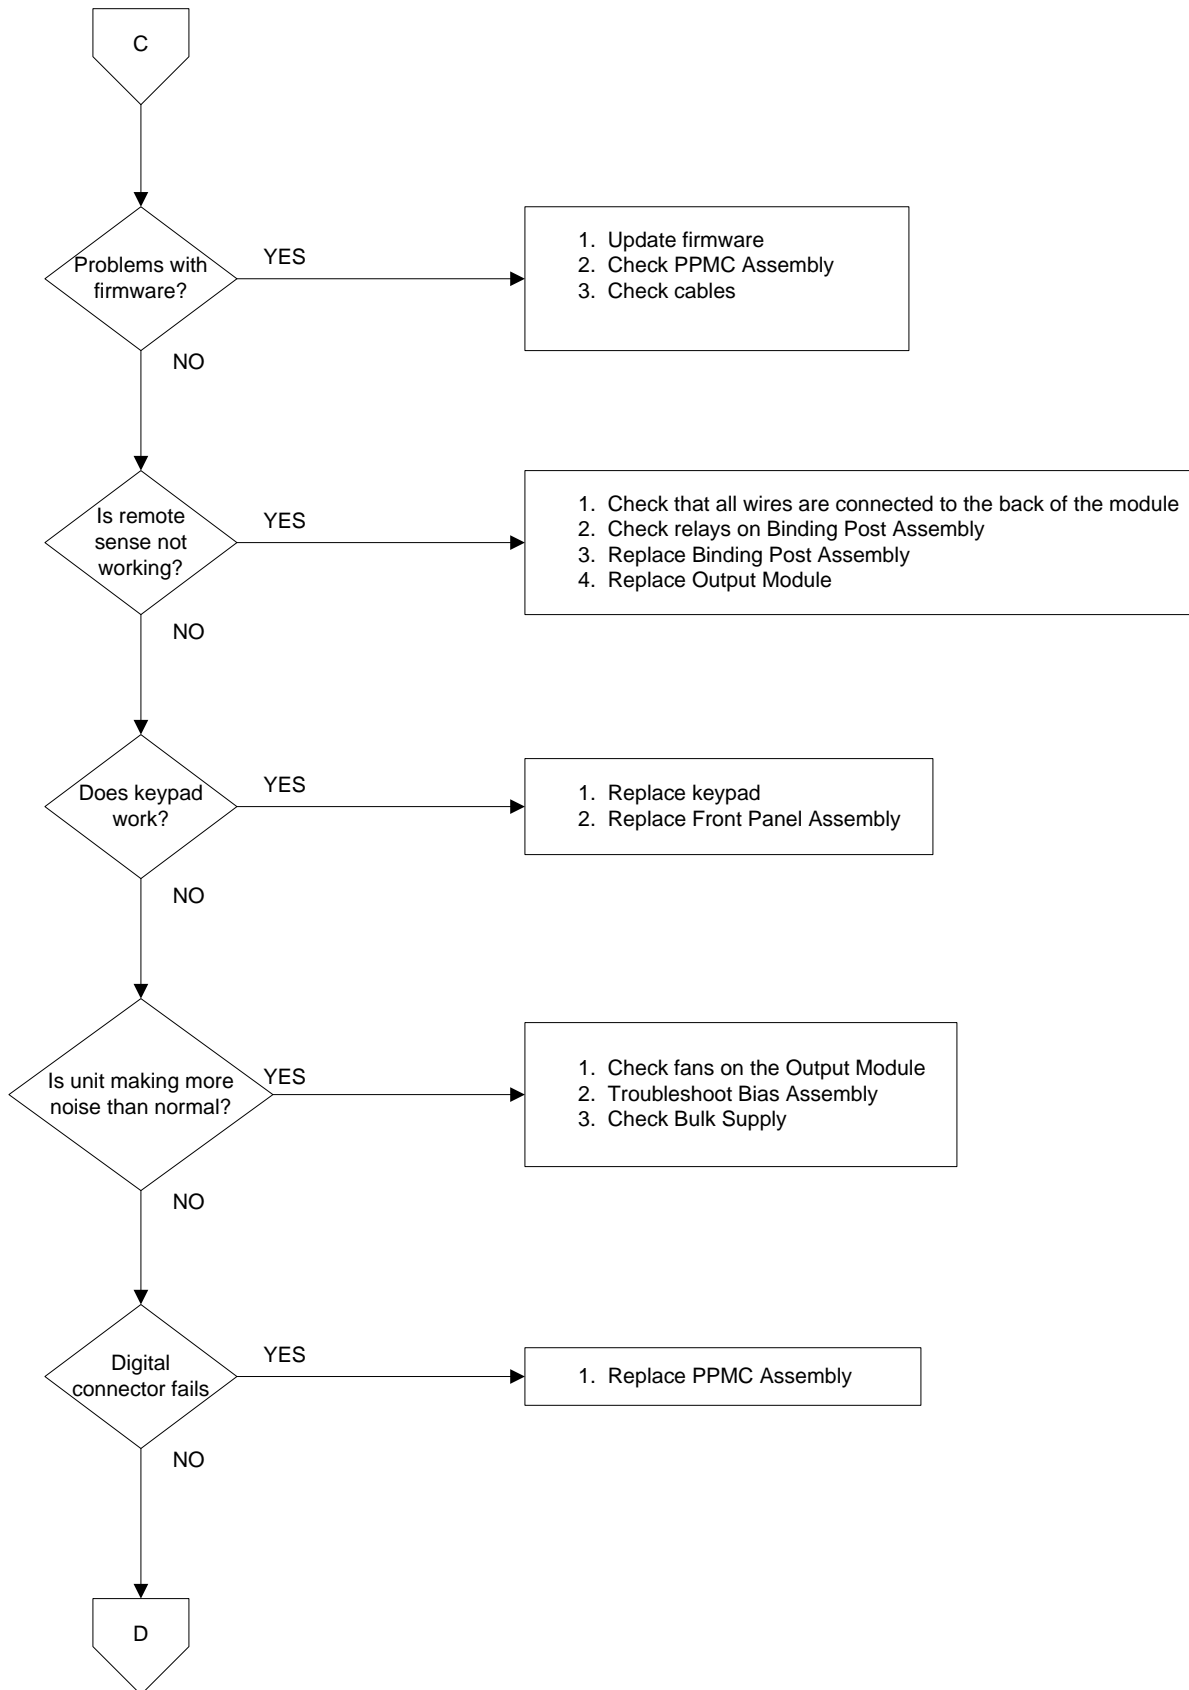 C
Problems with
firmware?
YES
1. Update firmware
2. Check PPMC Assembly
3. Check cables
NO
Is remote
sense not
working?
YES
1. Check that all wires are connected to the back of the module
2. Check relays on Binding Post Assembly
3. Replace Binding Post Assembly
4. Replace Output Module
NO
Does keypad
work?
YES
1. Replace keypad
2. Replace Front Panel Assembly
NO
Is unit making more
noise than normal?
YES
1. Check fans on the Output Module
2. Troubleshoot Bias Assembly
3. Check Bulk Supply
NO
Digital
connector fails
YES
1. Replace PPMC Assembly
NO
D